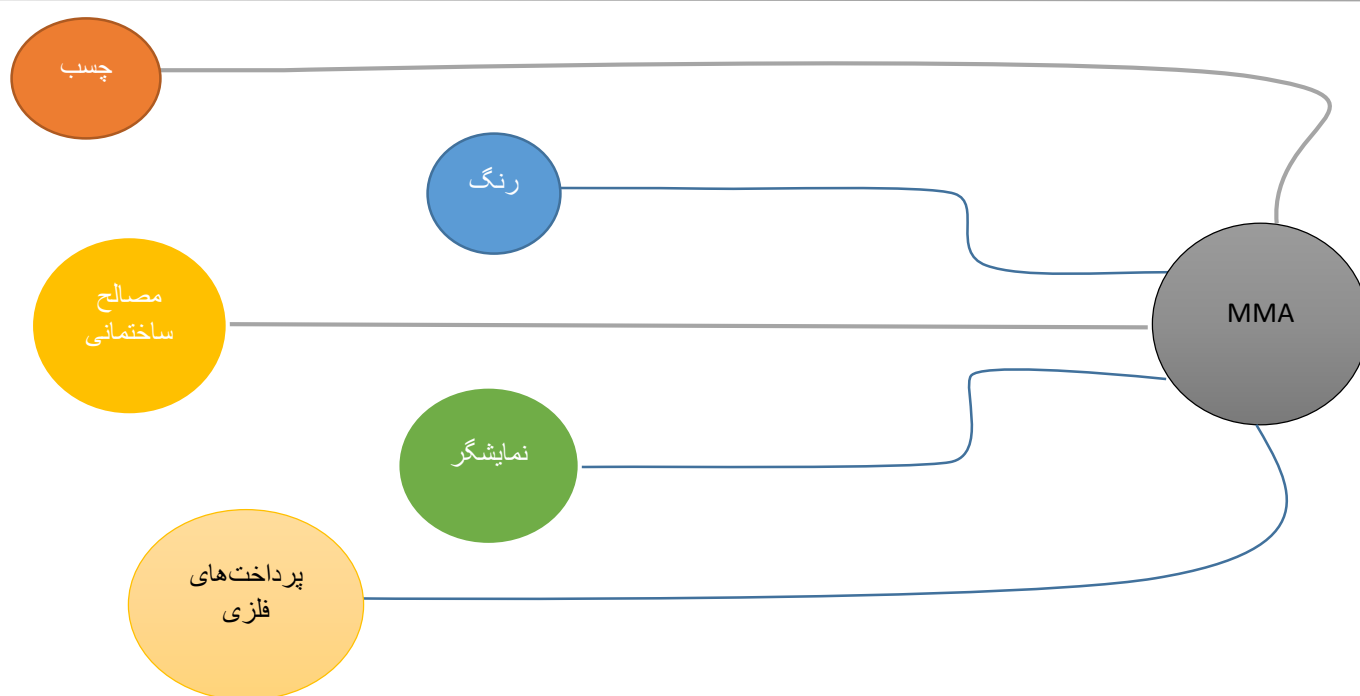 چسب
رنگ
مصالح
ساختمانی
MMA
نمایشگر
پرداخت‌های
فلزی